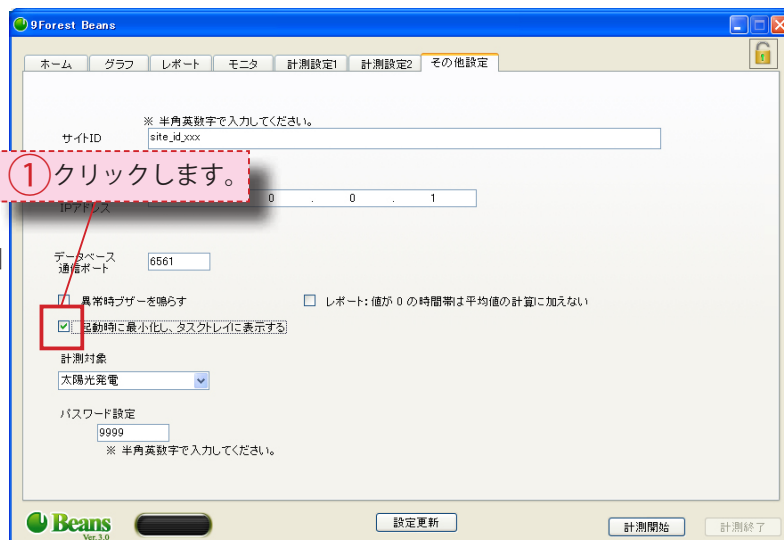 9Forest Beans
ホーム グラフ レポート モニタ 計測設定1 計測設定2 その他設定
※ 半角英数字で入力してください。
サイトID site_id_xxx
①クリックします。
IPアドレス 0 . 0 . 1
データベース
通信ポート 6561
異常時ブザーを鳴らす レポート: 値が 0 の時間帯は平均値の計算に加えない
起動時に最小化し、タスクトレイに表示する
計測対象
太陽光発電
パスワード設定
9999
※ 半角英数字で入力してください。
Beans
Ver.3.0
設定更新 計測開始 計測終了